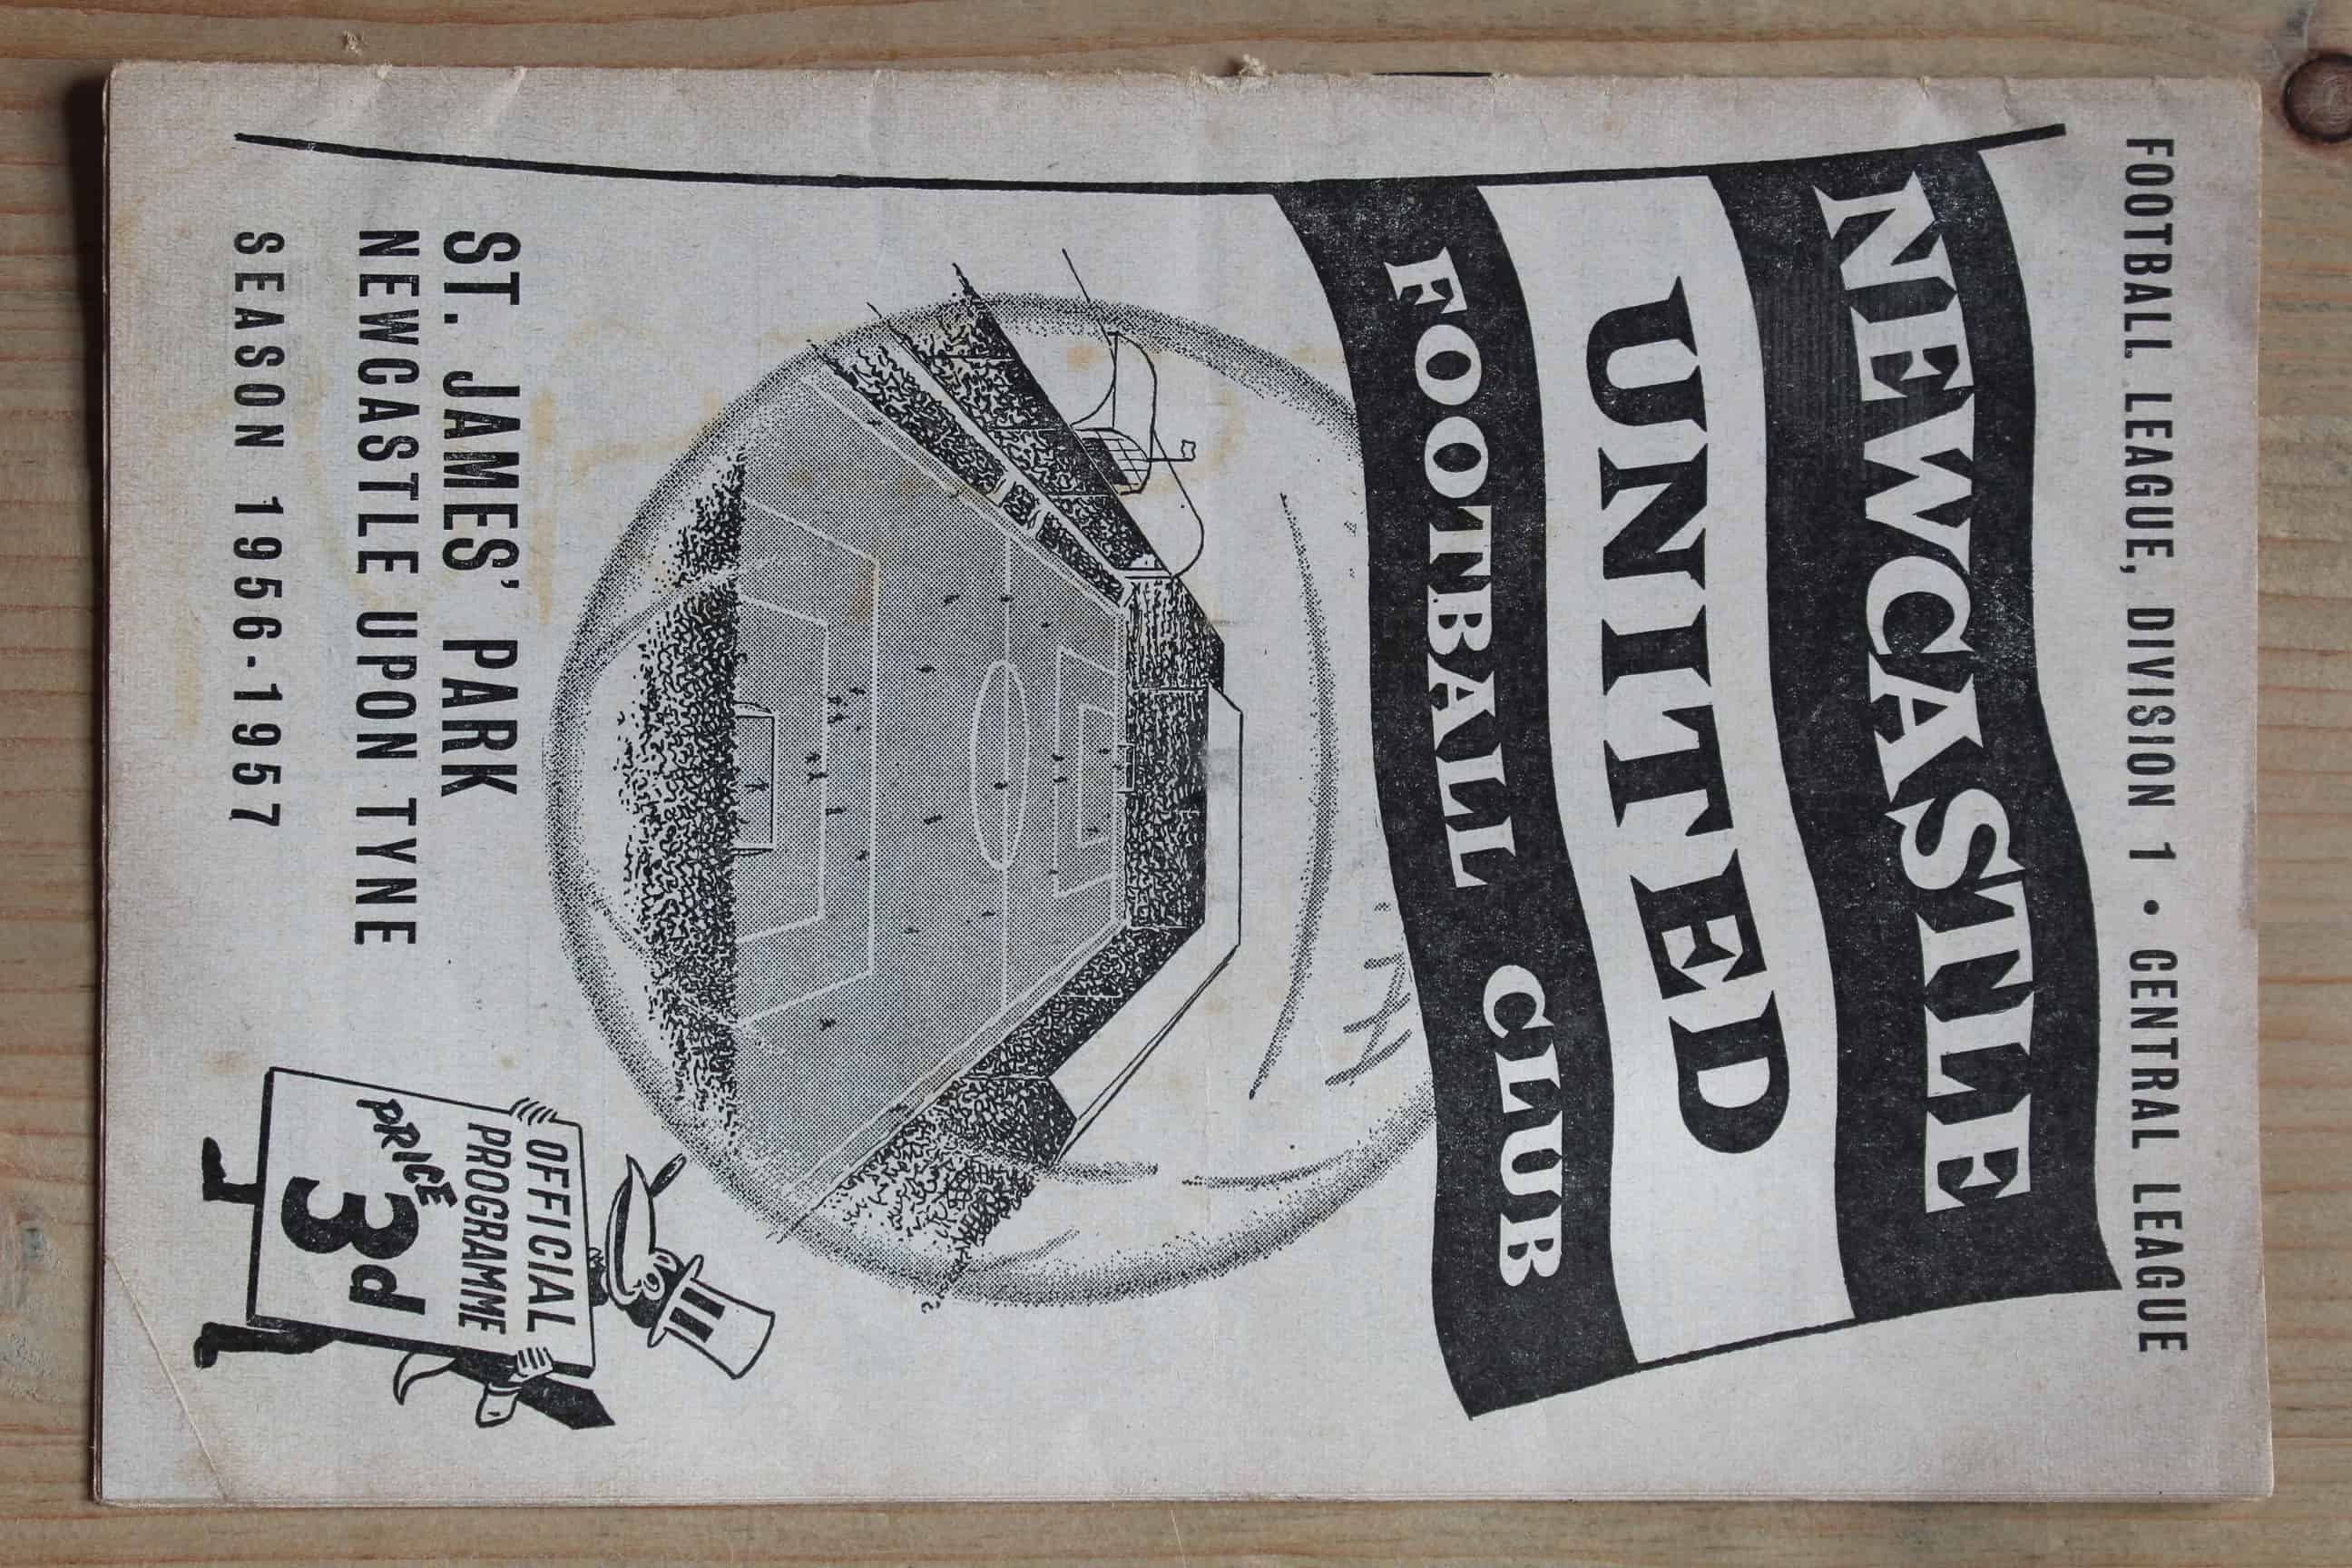 FOOTBALL LEAGUE, DIVISION 1 • CENTRAL LEAGUE
NEWCASTLE
UNITED
FOOTBALL CLUB
ST. JAMES' PARK
NEWCASTLE UPON TYNE
SEASON 1956-1957
OFFICIAL
PROGRAMME
PRICE
3d